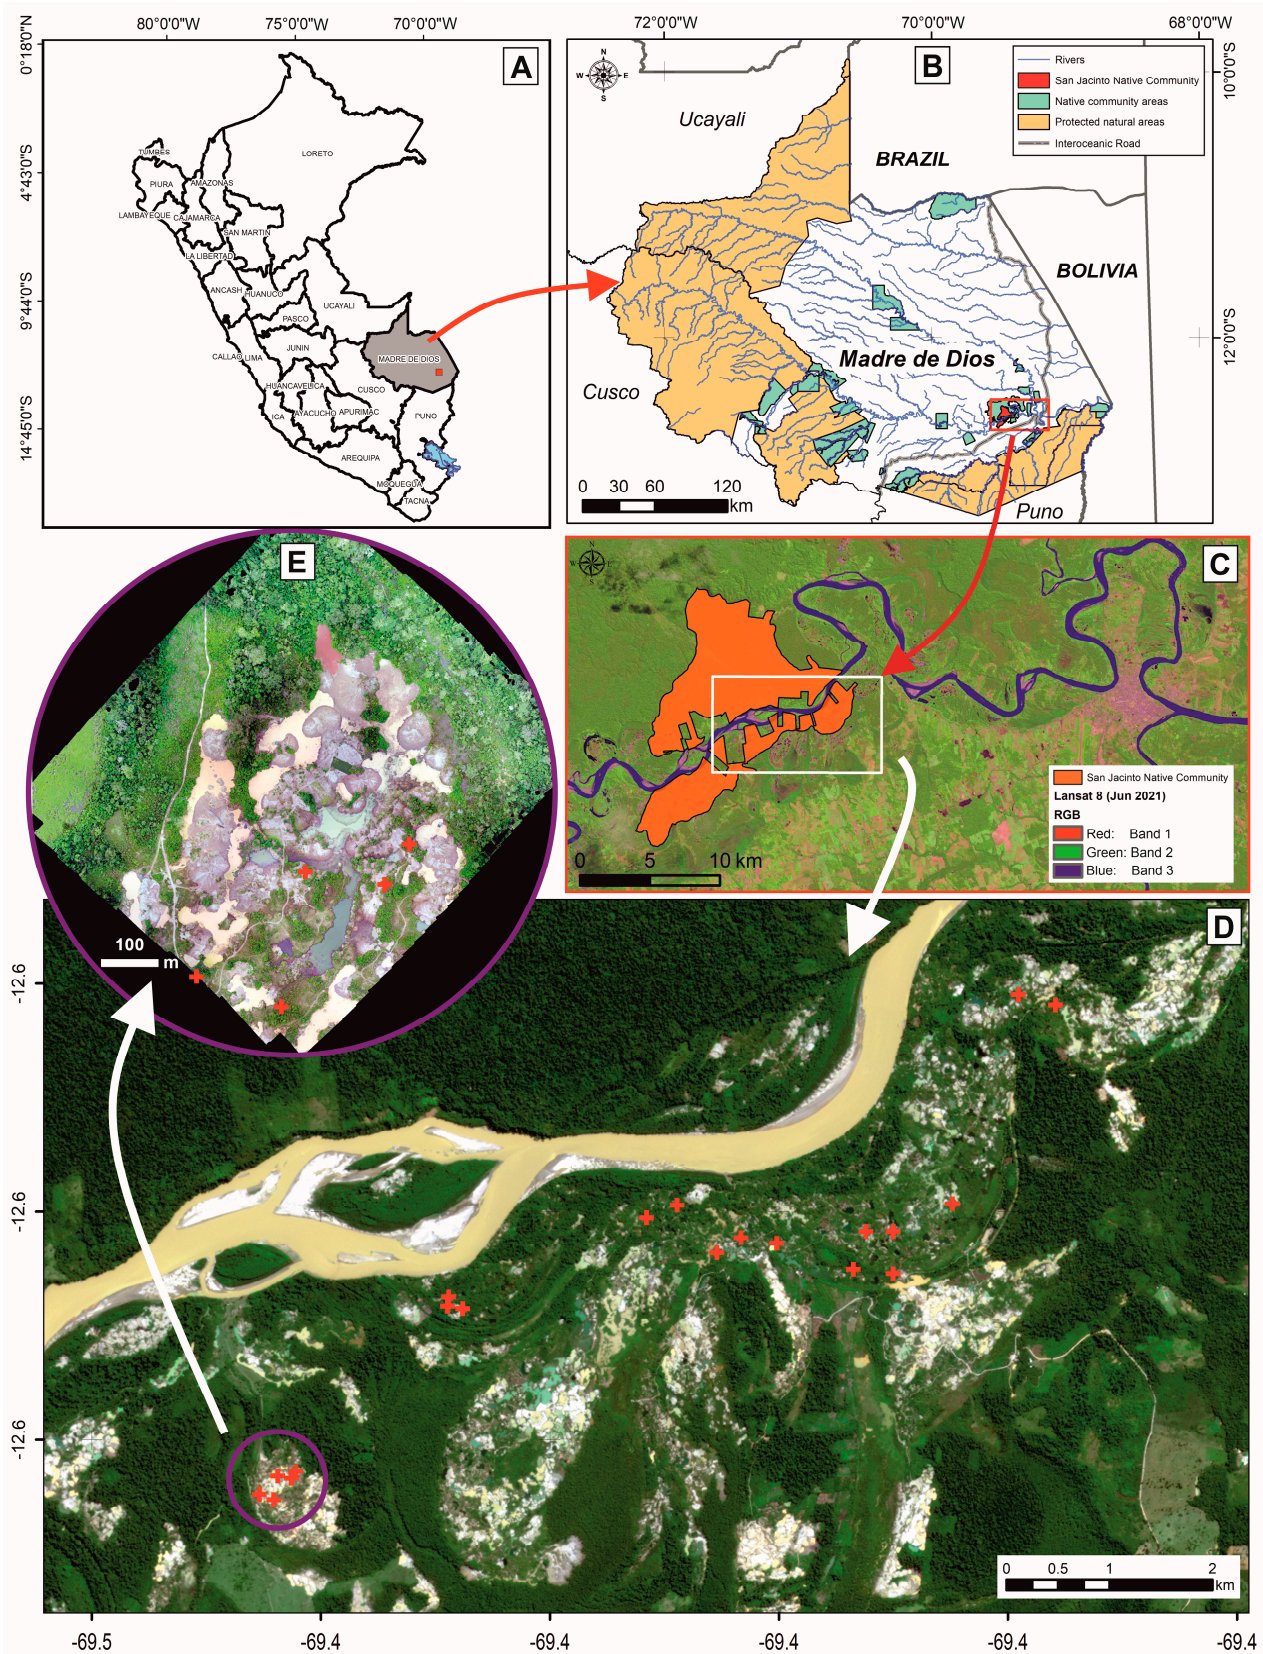 80°0'0"W 75°0'0"W 70°0'0"W
72°0'0"W 70°0'0"W 68°0'0"W
0°18'0"N
4°43'0"S
9°44'0"S
14°45'0"S
A
TUMBES
LORETO
PIURA
AMAZONAS
LAMBAYEQUE
CAJAMARCA
SAN MARTIN
LA LIBERTAD
ANCASH
HUANUCO
UCAYALI
PASCO
JUNIN
CALLAO
LIMA
MADRE DE DIOS
HUANCAVELICA
CUSCO
ICA
AYACUCHO
APURIMAC
PUNO
AREQUIPA
MOQUEGUA
TACNA
B
N
W E
S
Rivers
San Jacinto Native Community
Native community areas
Protected natural areas
Interoceanic Road
10°0'0"S
12°0'0"S
Ucayali
BRAZIL
BOLIVIA
Madre de Dios
Cusco
Puno
0 30 60 120
km
C
N
W E
S
San Jacinto Native Community
Lansat 8 (Jun 2021)
RGB
Red: Band 1
Green: Band 2
Blue: Band 3
0 5 10 km
E
100
m
D
-12.6
-12.6
-12.6
0 0.5 1 2
km
-69.5 -69.4 -69.4 -69.4 -69.4 -69.4